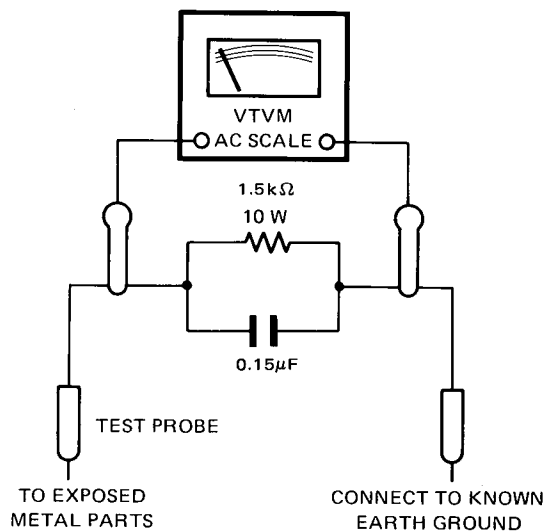 VTVM
AC SCALE
1.5kΩ
10 W
0.15μF
TEST PROBE
TO EXPOSED
METAL PARTS
CONNECT TO KNOWN
EARTH GROUND